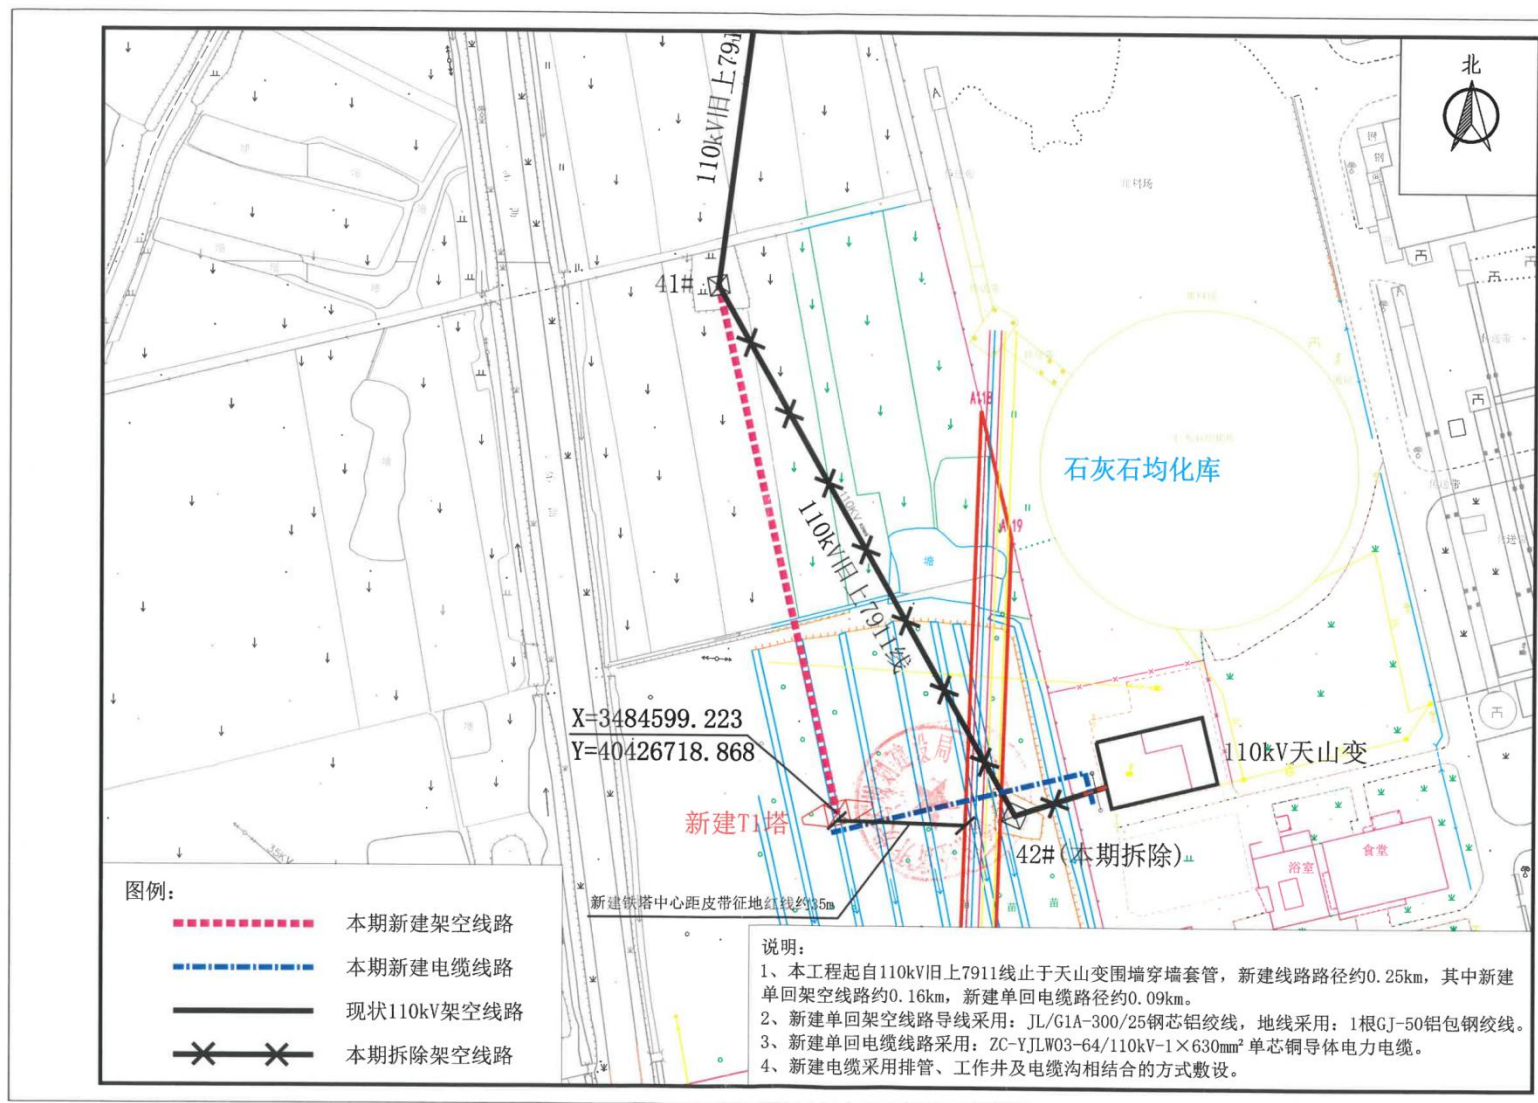 北
110kV旧上791
41#
堆料场
A118
石灰石均化库
A119
110KV
110kV旧上7911线
塘
X=3484599.223
Y=40426718.868
110kV天山变
新建T1塔
42#(本期拆除)
新建铁塔中心距皮带征地红线约35m
35KV
浴室
食堂
苗
苗
图例：
本期新建架空线路
本期新建电缆线路
现状110kV架空线路
本期拆除架空线路
说明：
1、本工程起自110kV旧上7911线止于天山变围墙穿墙套管，新建线路路径约0.25km，其中新建
单回架空线路约0.16km，新建单回电缆路径约0.09km。
2、新建单回架空线路导线采用：JL/G1A-300/25钢芯铝绞线，地线采用：1根GJ-50铝包钢绞线。
3、新建单回电缆线路采用：ZC-YJLW03-64/110kV-1×630mm² 单芯铜导体电力电缆。
4、新建电缆采用排管、工作井及电缆沟相结合的方式敷设。